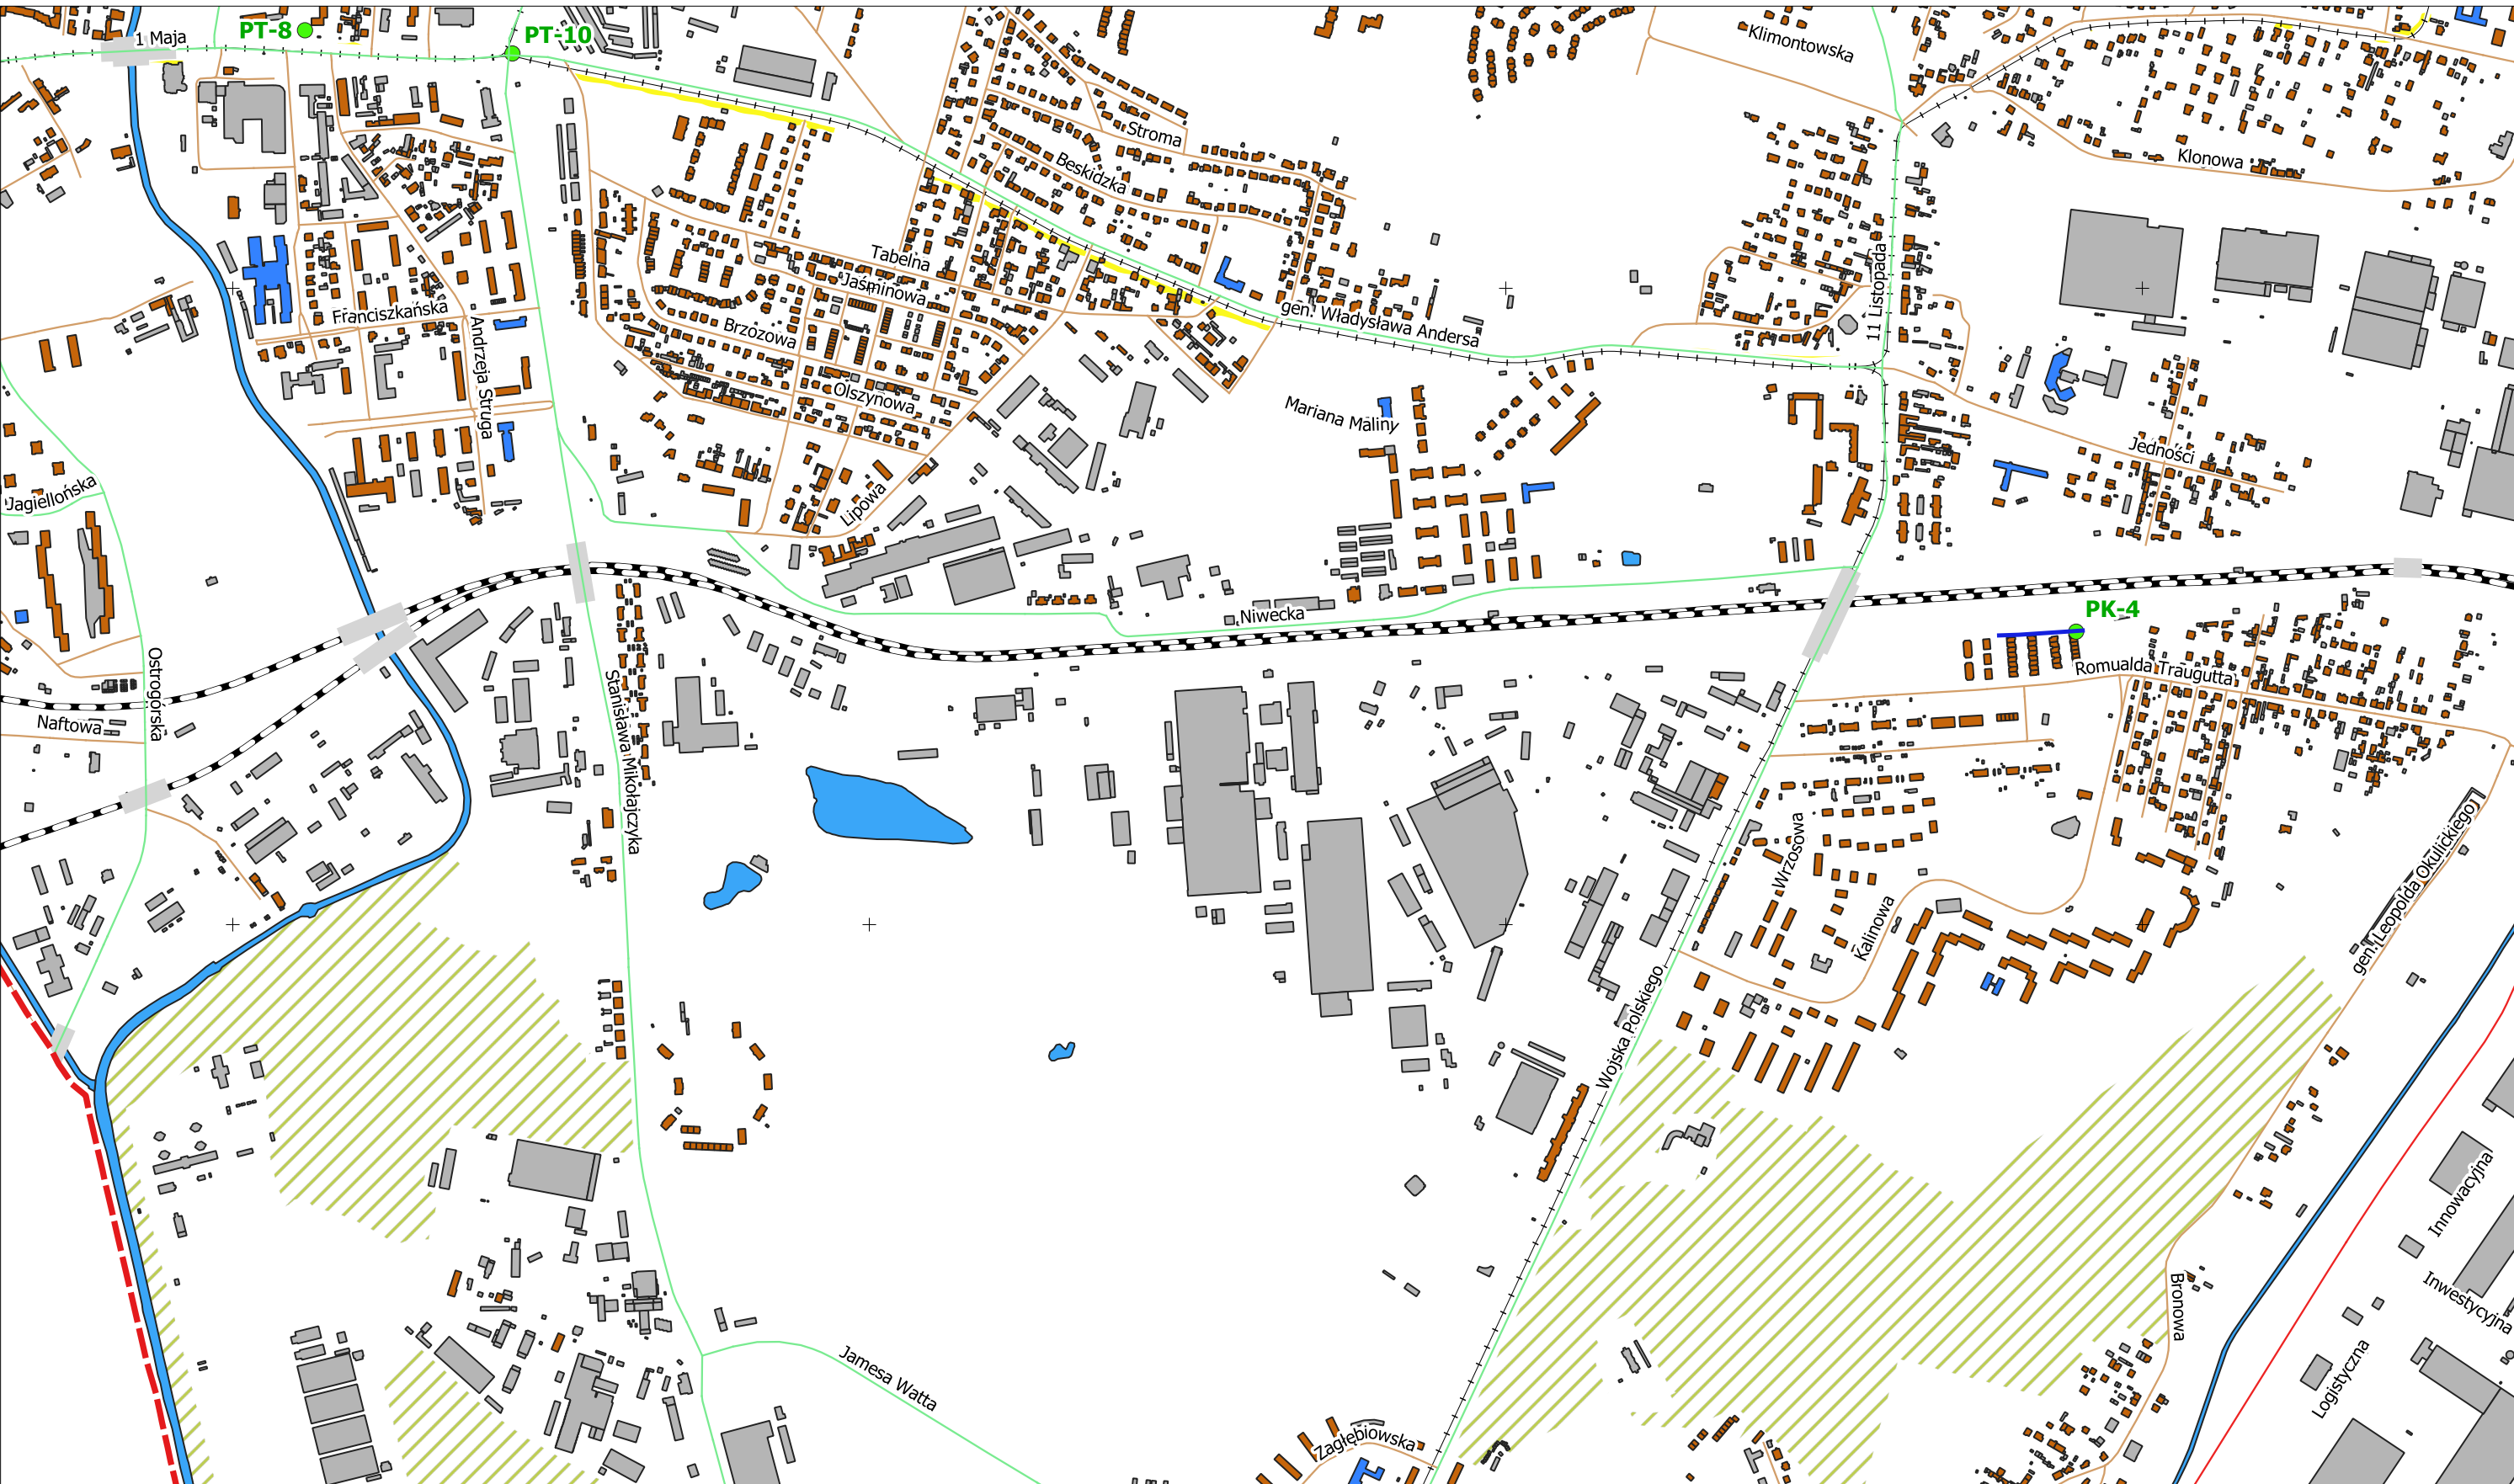 PT-8
1 Maja
PT-10
Klimontowska
Stroma
Beskidzka
Klonowa
Tabelna
Jaśminowa
Franciszkańska
Brzozowa
gen. Władysława Andersa
11 Listopada
Andrzeja Struga
Olszynowa
Mariana Maliny
Jedności
Jagiellońska
Lipowa
Niwecka
PK-4
Romualda Traugutta
Ostrogórska
Naftowa
Stanisława Mikołajczyka
Wrzosowa
Kalinowa
gen. Leopolda Okulickiego
Wojska Polskiego
Innowacyjna
Inwestycyjna
Bronowa
Logistyczna
Jamesa Watta
Zagłębiowska